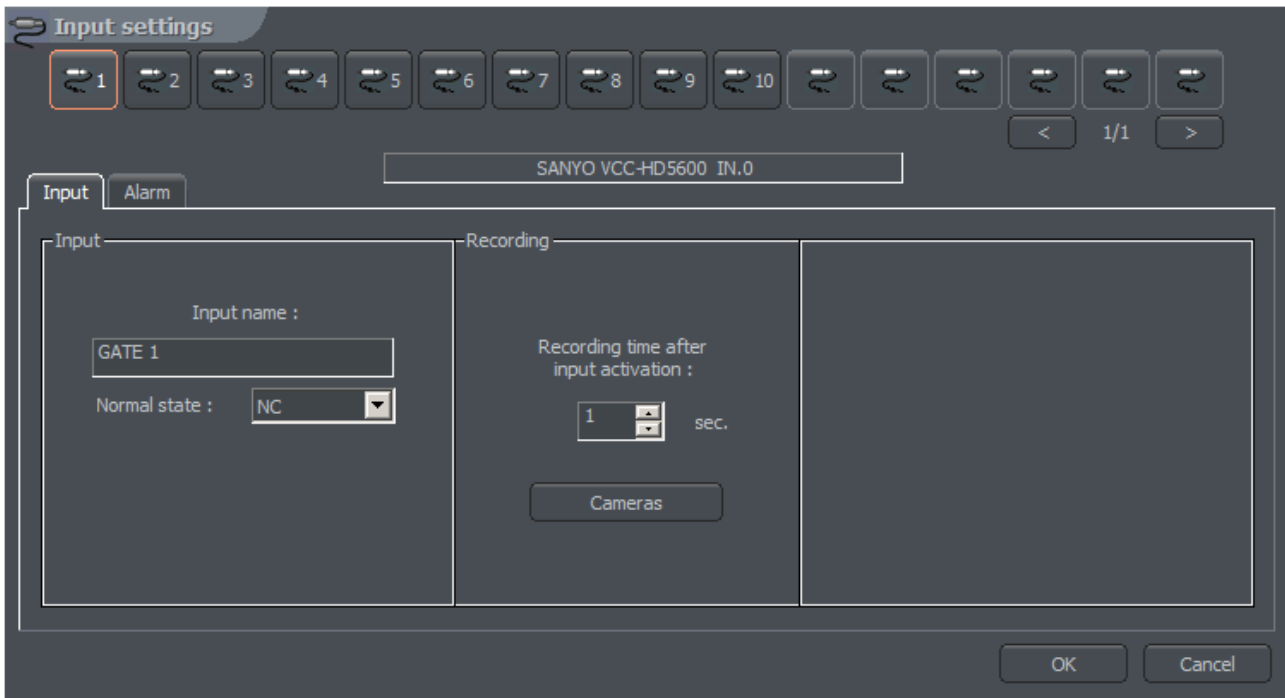 Input settings
1 2 3 4 5 6 7 8 9 10
< 1/1 >
SANYO VCC-HD5600 IN.0
Input Alarm
Input
Input name :
GATE 1
Normal state : NC
Recording
Recording time after
input activation :
1 sec.
Cameras
OK Cancel